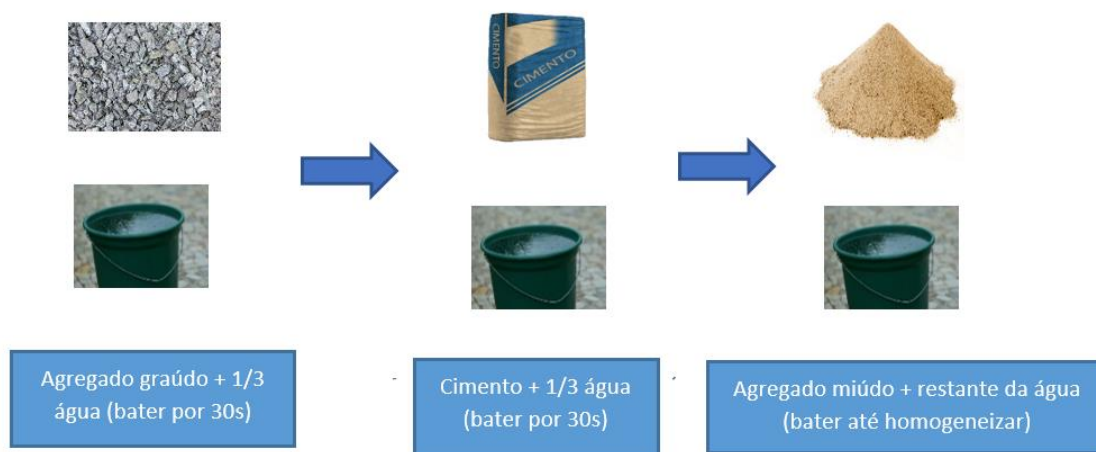 CIMENTO
CIMENTO
Agregado graúdo + 1/3
água (bater por 30s)
Cimento + 1/3 água
(bater por 30s)
Agregado miúdo + restante da água
(bater até homogeneizar)